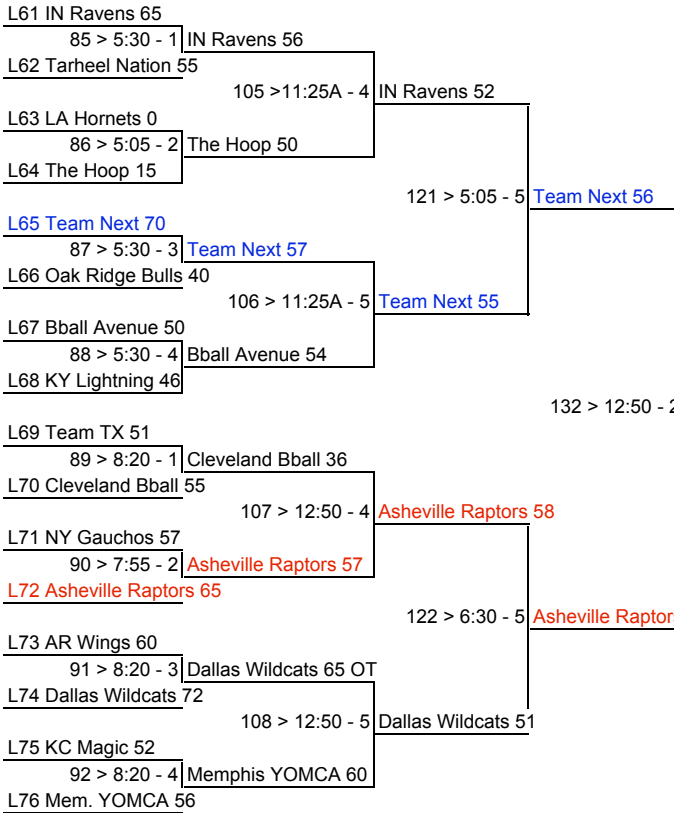 L61 IN Ravens 65
85 > 5:30 - 1 IN Ravens 56
L62 Tarheel Nation 55
105 >11:25A - 4 IN Ravens 52
L63 LA Hornets 0
86 > 5:05 - 2 The Hoop 50
L64 The Hoop 15
121 > 5:05 - 5 Team Next 56
L65 Team Next 70
87 > 5:30 - 3 Team Next 57
L66 Oak Ridge Bulls 40
106 > 11:25A - 5 Team Next 55
L67 Bball Avenue 50
88 > 5:30 - 4 Bball Avenue 54
L68 KY Lightning 46
132 > 12:50 - 2
L69 Team TX 51
89 > 8:20 - 1 Cleveland Bball 36
L70 Cleveland Bball 55
107 > 12:50 - 4 Asheville Raptors 58
L71 NY Gauchos 57
90 > 7:55 - 2 Asheville Raptors 57
L72 Asheville Raptors 65
122 > 6:30 - 5 Asheville Raptors
L73 AR Wings 60
91 > 8:20 - 3 Dallas Wildcats 65 OT
L74 Dallas Wildcats 72
108 > 12:50 - 5 Dallas Wildcats 51
L75 KC Magic 52
92 > 8:20 - 4 Memphis YOMCA 60
L76 Mem. YOMCA 56